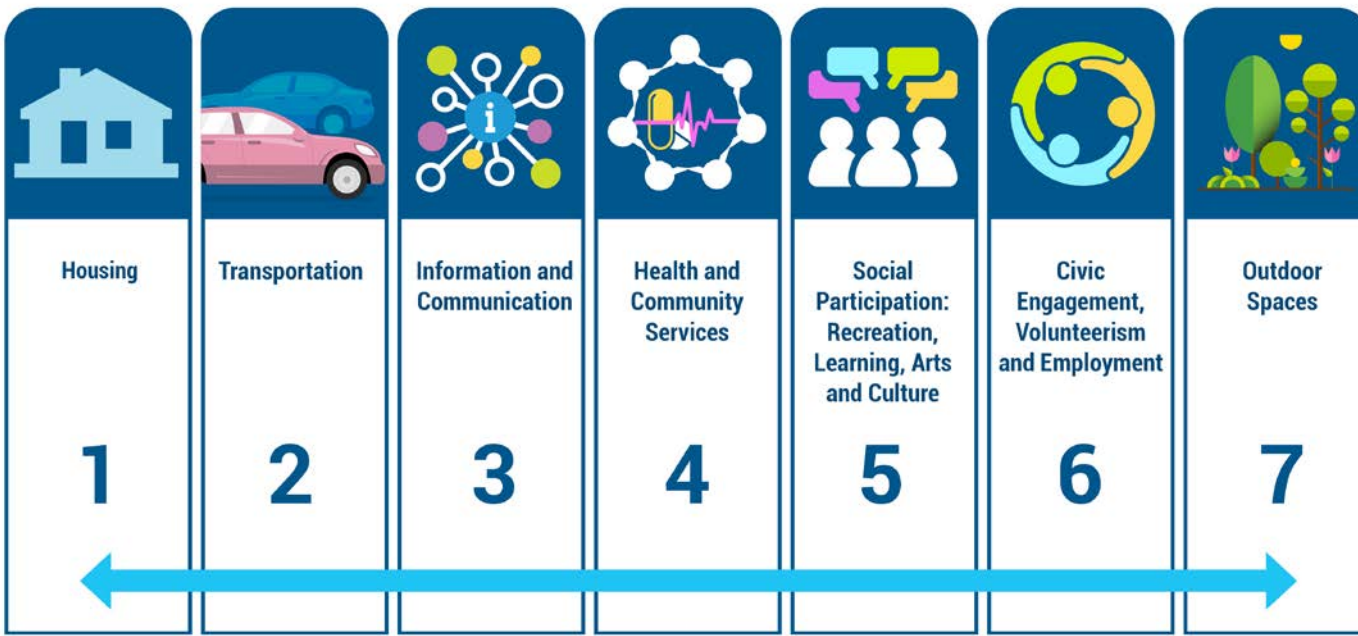 Housing
1
Transportation
2
i
Information and
Communication
3
Health and
Community
Services
4
Social
Participation:
Recreation,
Learning, Arts
and Culture
5
Civic
Engagement,
Volunteerism
and Employment
6
Outdoor
Spaces
7